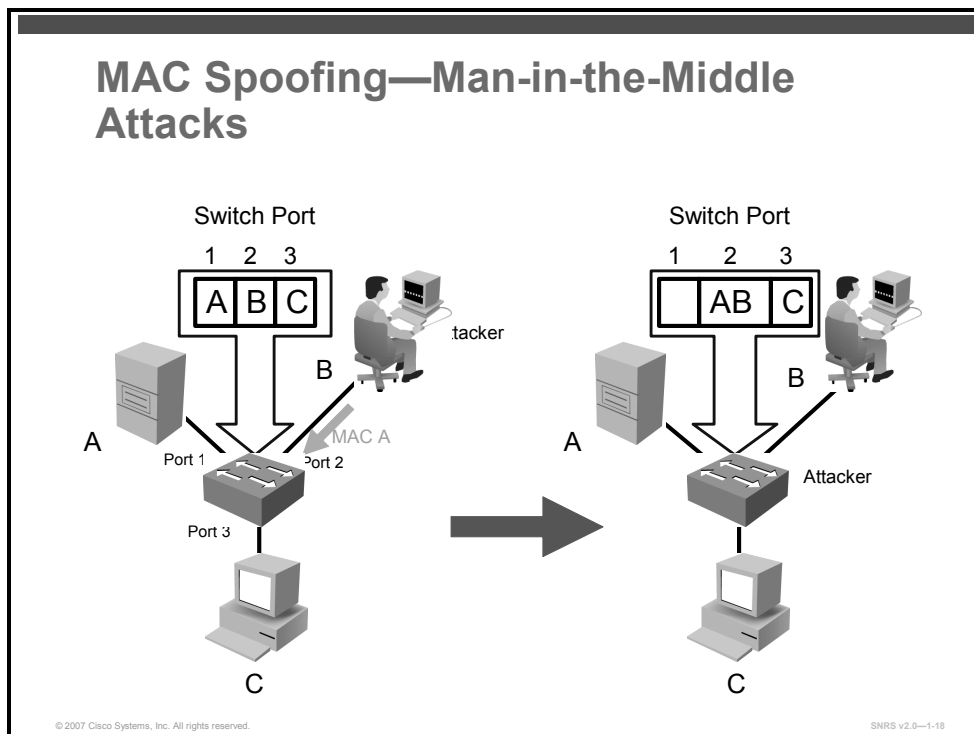 MAC Spoofing—Man-in-the-Middle
Attacks
Switch Port
1 2 3
A B C
B
tacker
A
MAC A
Port 1
Port 2
Port 3
C
Switch Port
1 2 3
AB C
B
A
Attacker
C
© 2007 Cisco Systems, Inc. All rights reserved.
SNRS v2.0—1-18